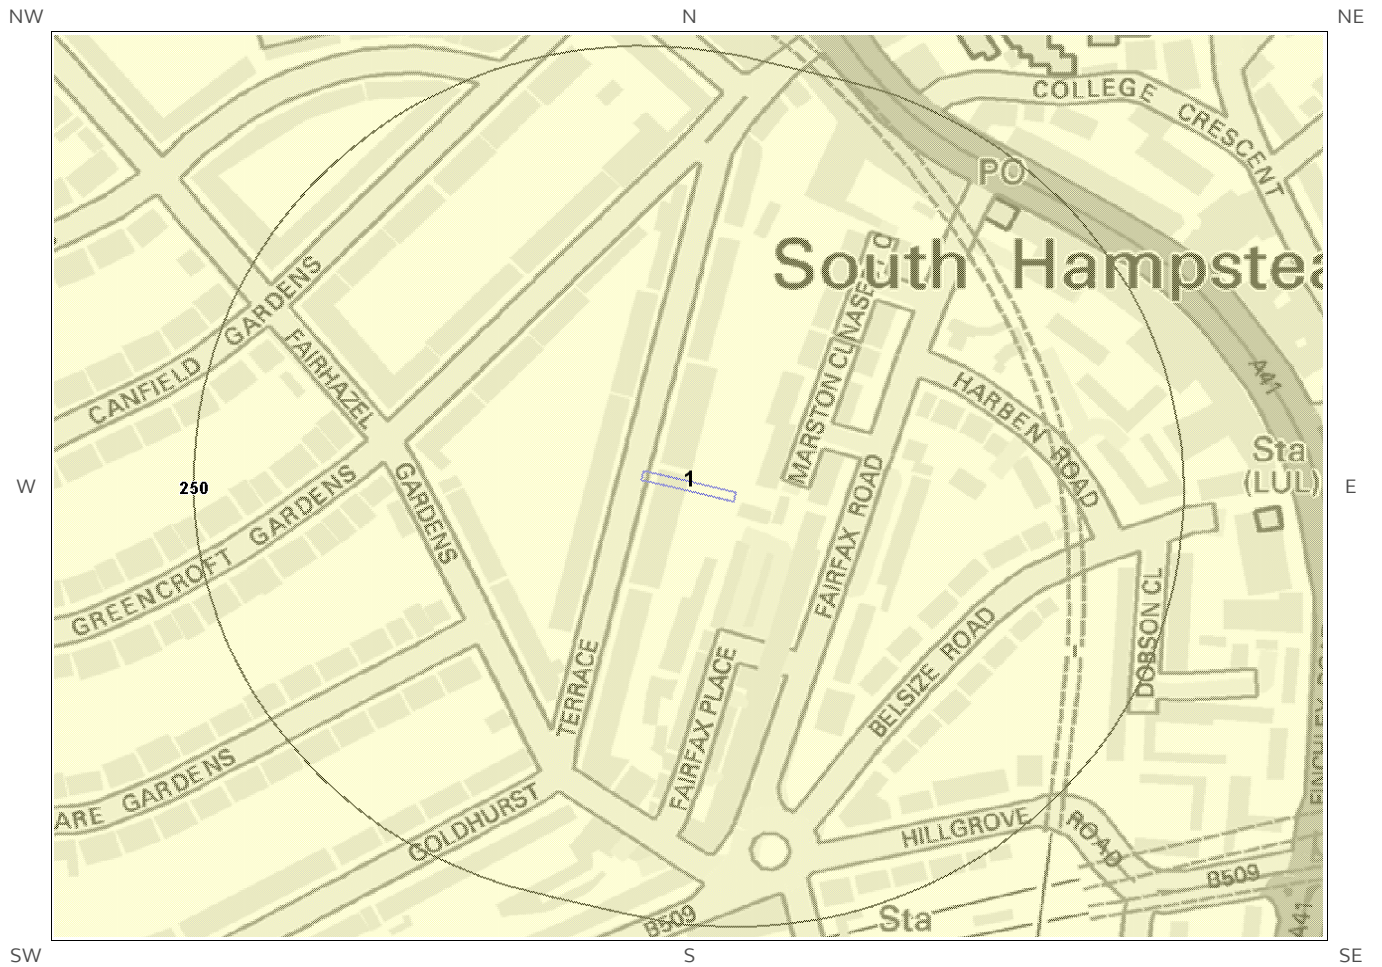 NW
N
NE
COLLEGE CRESCENT
PO
South Hampstea
CANFIELD GARDENS
FAIRHAZEL
GARDENS
MARSTON CL
HARBEN ROAD
A41
Sta
(LUL)
W
250
1
E
GREENCROFT GARDENS
FAIRFAX ROAD
TERRACE
FAIRFAX PLACE
BELSIZE ROAD
DOBSON CL
ARE GARDENS
GOLDHURST
HILLGROVE ROAD
B509
B509
Sta
A41
SW
S
SE